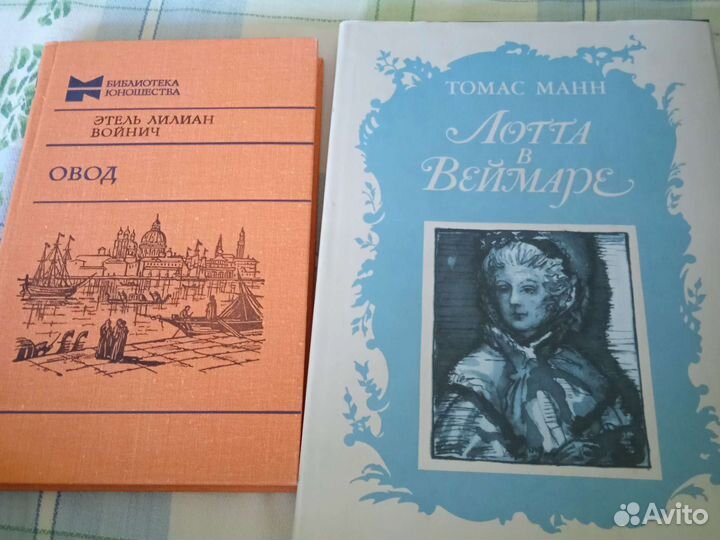 БИБЛИОТЕКА
ЮНОШЕСТВА
ЭТЕЛЬ ЛИЛИАН
ВОЙНИЧ
ОВОД
ТОМАС МАНН
ЛОТТА
В
ВЕЙМАРЕ
Avito